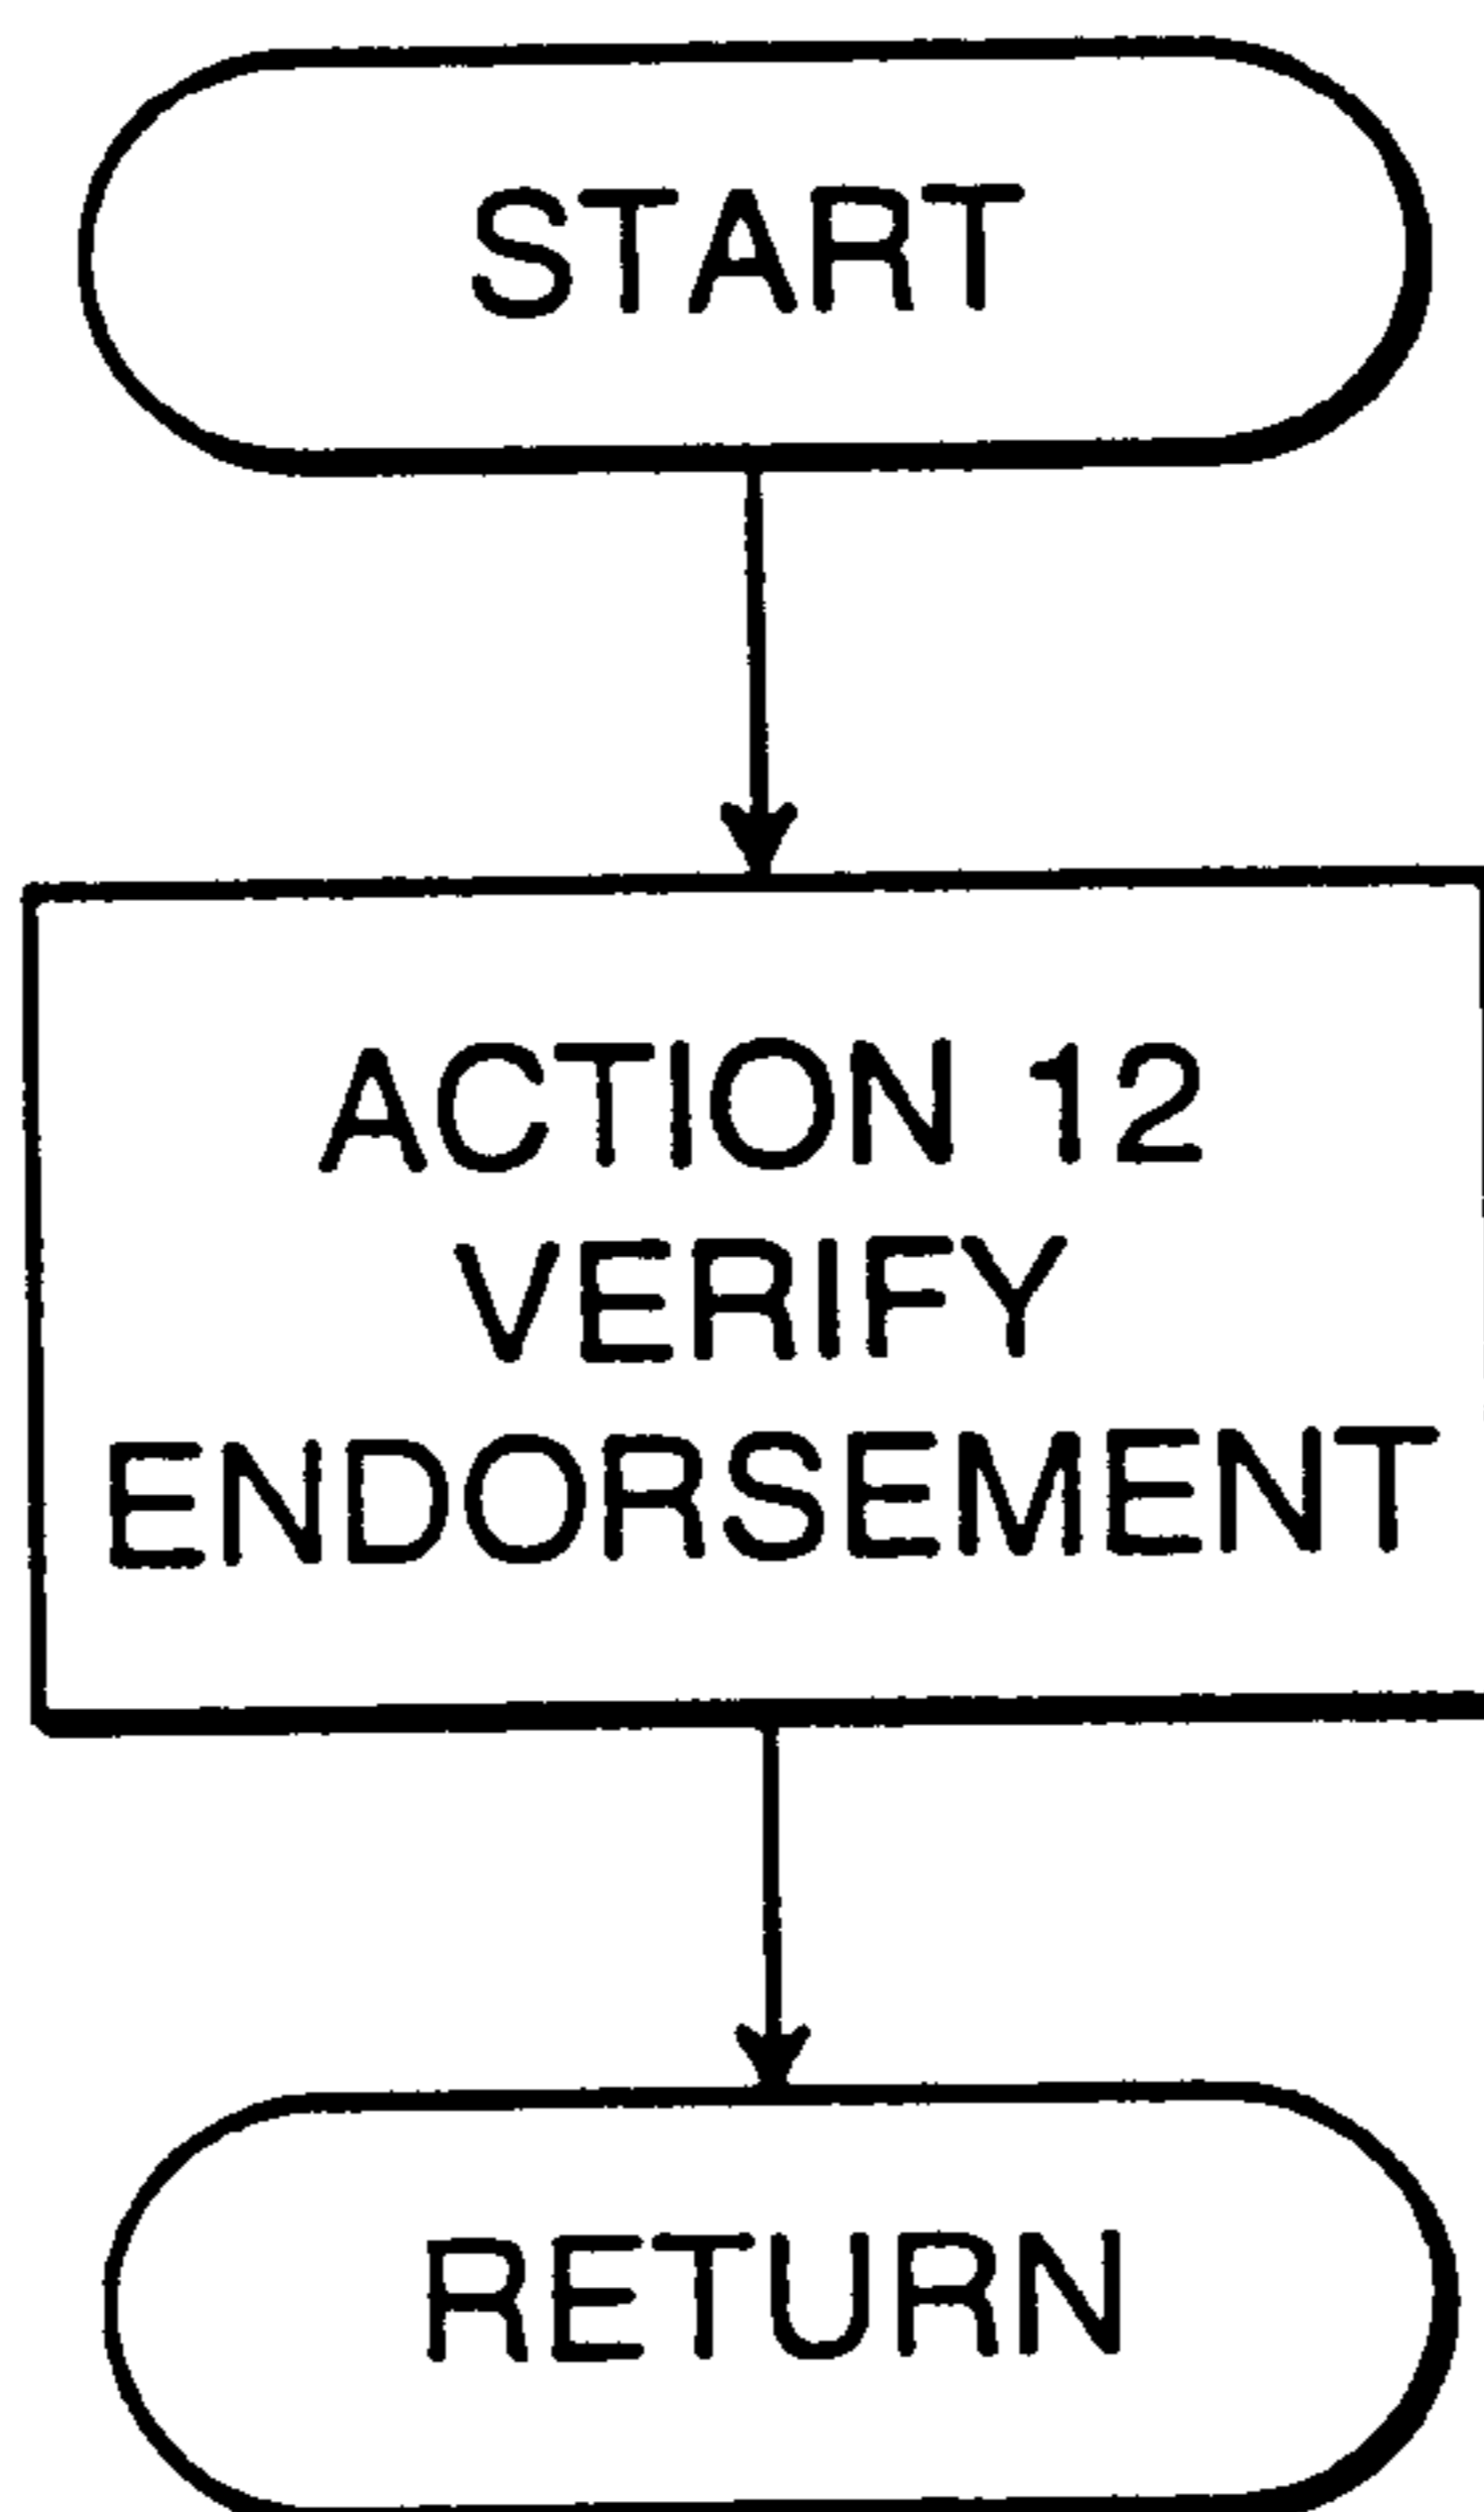 START
ACTION 12
VERIFY
ENDORSEMENT
RETURN